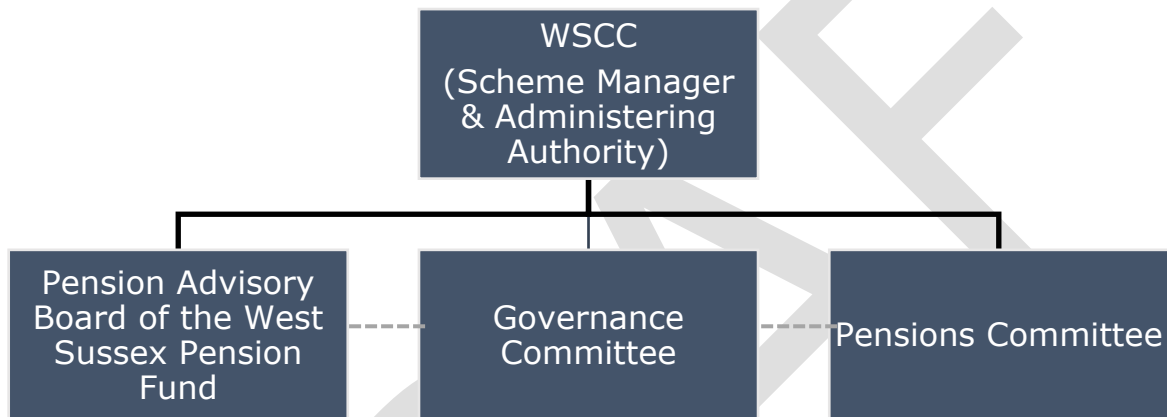 WSCC
(Scheme Manager
& Administering
Authority)
Pension Advisory
Board of the West
Sussex Pension
Fund
Governance
Committee
Pensions Committee